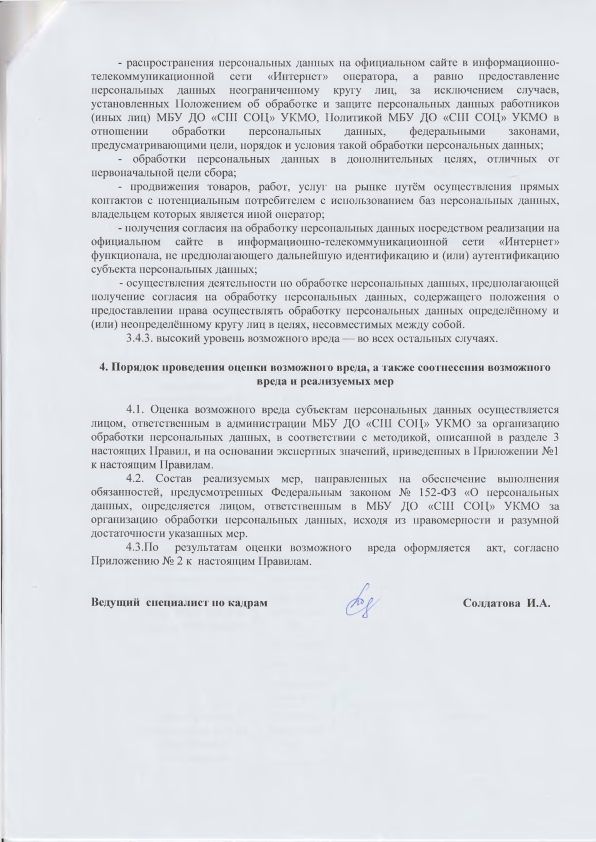 - распространения персональных данных на официальном сайте в информационно-
телекоммуникационной сети «Интернет» оператора, а равно предоставление
персональных данных неограниченному кругу лиц, за исключением случаев,
установленных Положением об обработке и защите персональных данных работников
(иных лиц) МБУ ДО «СШ СОЦ» УКМО, Политикой МБУ ДО «СШ СОЦ» УКМО в
отношении обработки персональных данных, федеральными законами,
предусматривающими цели, порядок и условия такой обработки персональных данных;
- обработки персональных данных в дополнительных целях, отличных от
первоначальной цели сбора;
- продвижения товаров, работ, услуг на рынке путём осуществления прямых
контактов с потенциальным потребителем с использованием баз персональных данных,
владельцем которых является иной оператор;
- получения согласия на обработку персональных данных посредством реализации на
официальном сайте в информационно-телекоммуникационной сети «Интернет»
функционала, не предполагающего дальнейшую идентификацию и (или) аутентификацию
субъекта персональных данных;
- осуществления деятельности по обработке персональных данных, предполагающей
получение согласия на обработку персональных данных, содержащего положения о
предоставлении права осуществлять обработку персональных данных определённому и
(или) неопределённому кругу лиц в целях, несовместимых между собой.
3.4.3. высокий уровень возможного вреда — во всех остальных случаях.
4. Порядок проведения оценки возможного вреда, а также соотнесения возможного
вреда и реализуемых мер
4.1. Оценка возможного вреда субъектам персональных данных осуществляется
лицом, ответственным в администрации МБУ ДО «СШ СОЦ» УКМО за организацию
обработки персональных данных, в соответствии с методикой, описанной в разделе 3
настоящих Правил, и на основании экспертных значений, приведенных в Приложении №1
к настоящим Правилам.
4.2. Состав реализуемых мер, направленных на обеспечение выполнения
обязанностей, предусмотренных Федеральным законом № 152-ФЗ «О персональных
данных, определяется лицом, ответственным в МБУ ДО «СШ СОЦ» УКМО за
организацию обработки персональных данных, исходя из правомерности и разумной
достаточности указанных мер.
4.3.По результатам оценки возможного вреда оформляется акт, согласно
Приложению № 2 к настоящим Правилам.
Ведущий специалист по кадрам Солдатова И.А.